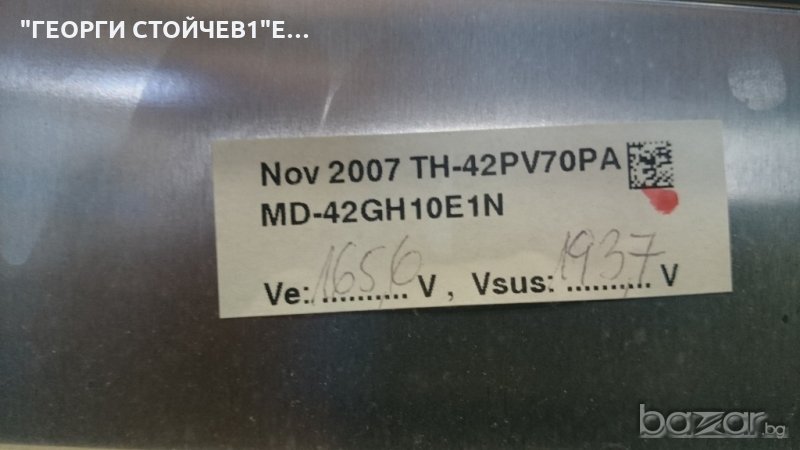 "ГЕОРГИ СТОЙЧЕВ1"Е...
Nov 2007 TH-42PV70PA
MD-42GH10E1N
Ve: 165,6 V , Vsus: 193,7 V
bazar.bg